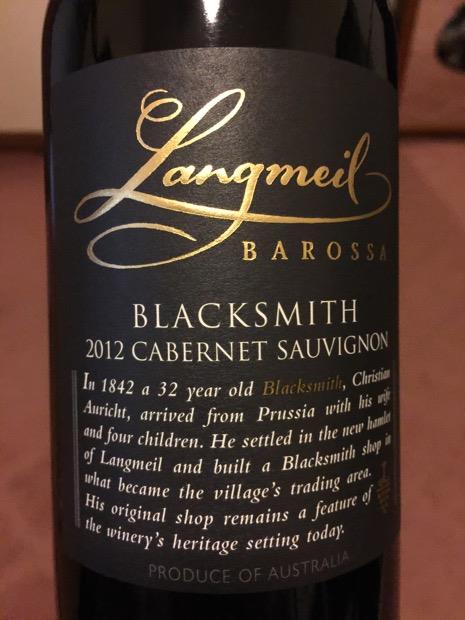 Langmeil
BAROSSA
BLACKSMITH
2012 CABERNET SAUVIGNON
In 1842 a 32 year old Blacksmith, Christian
Auricht, arrived from Prussia with his wife
and four children. He settled in the new hamlet
of Langmeil and built a Blacksmith shop in
what became the village's trading area.
His original shop remains a feature of
the winery's heritage setting today.
PRODUCE OF AUSTRALIA